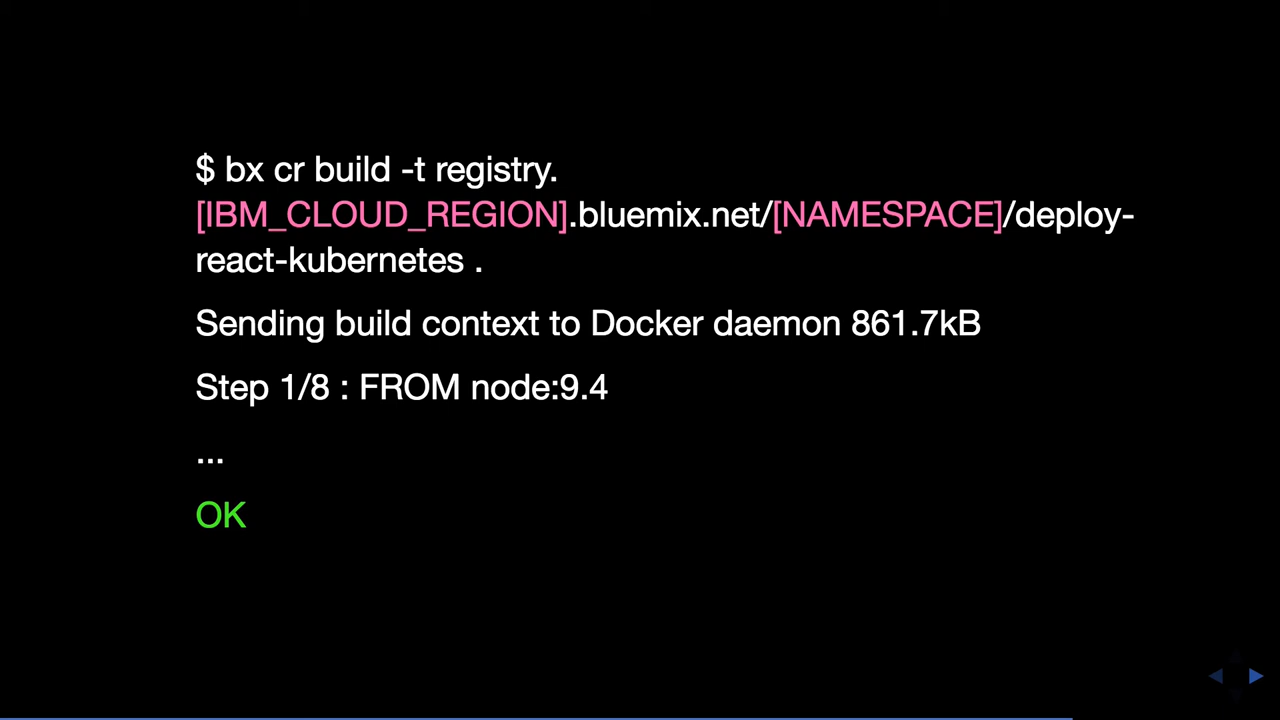 $ bx cr build -t registry.
[IBM_CLOUD_REGION].bluemix.net/[NAMESPACE]/deploy-
react-kubernetes .
Sending build context to Docker daemon 861.7kB
Step 1/8 : FROM node:9.4
...
OK